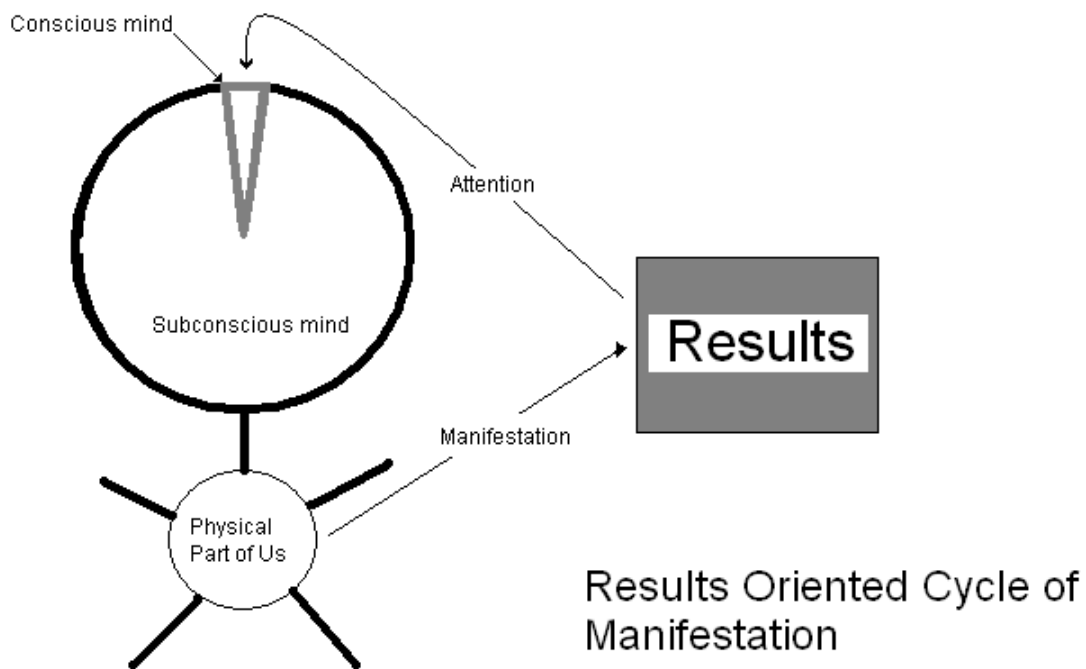 Conscious mind
Attention
Subconscious mind
Results
Manifestation
Physical
Part of Us
Results Oriented Cycle of
Manifestation